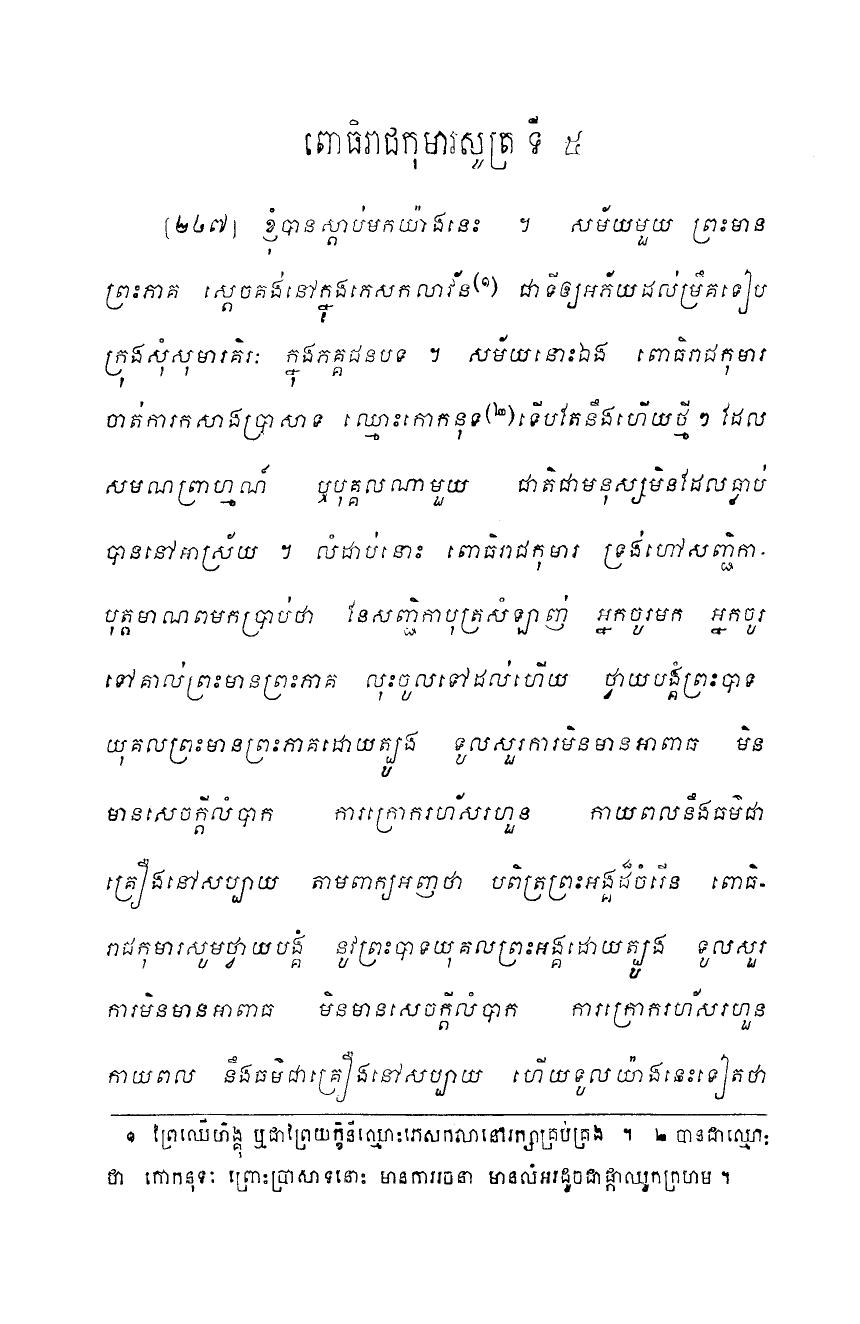 ពោធិរាជកុមារសូត្រ ទី ៥
[២៤៧] ខ្ញុំបានស្តាប់មកយ៉ាងនេះ ។ សម័យមួយ ព្រះមាន
ព្រះភាគ ស្តេចគង់នៅក្នុងភេសកលាវ័ន(១) ជាទីឲ្យអភ័យដល់ម្រឹគទៀប
ក្រុងសុំសុមារគិរៈ ក្នុងភគ្គជនបទ ។ សម័យនោះឯង ពោធិរាជកុមារ
ចាត់ការកសាងប្រាសាទ ឈ្មោះកោកនុទ(២)ទើបតែនឹងហើយថ្មី ៗ ដែល
សមណព្រាហ្មណ៍ ឬបុគ្គលណាមួយ ជាតិជាមនុស្សមិនដែលធ្លាប់
បាននៅអាស្រ័យ ។ លំដាប់នោះ ពោធិរាជកុមារ ទ្រង់ហៅសញ្ជិកា-
បុត្តមាណពមកប្រាប់ថា នែសញ្ជិកាបុត្រសំឡាញ់ អ្នកចូរមក អ្នកចូរ
ទៅគាល់ព្រះមានព្រះភាគ លុះចូលទៅដល់ហើយ ថ្វាយបង្គំព្រះបាទ
យុគលព្រះមានព្រះភាគដោយត្បូង ទូលសួរការមិនមានអាពាធ មិន
មានសេចក្តីលំបាក ការក្រោករហ័សរហួន កាយពលនឹងធម៌ជា
គ្រឿងនៅសប្បាយ តាមពាក្យអញថា បពិត្រព្រះអង្គដ៏ចំរើន ពោធិ-
រាជកុមារសូមថ្វាយបង្គំ នូវព្រះបាទយុគលព្រះអង្គដោយត្បូង ទូលសួរ
ការមិនមានអាពាធ មិនមានសេចក្តីលំបាក ការក្រោករហ័សរហួន
កាយពល នឹងធម៌ជាគ្រឿងនៅសប្បាយ ហើយទូលយ៉ាងនេះទៀតថា
១ ព្រៃឈើហិង្គុ ឬជាព្រៃយក្ខិនីឈ្មោះភេសកលានៅរក្សាគ្រប់គ្រង ។ ២ បានជាឈ្មោះ
ថា កោកនុទៈ ព្រោះប្រាសាទនោះ មានការរចនា មានលំអរដូចជាផ្កាឈូកក្រហម ។